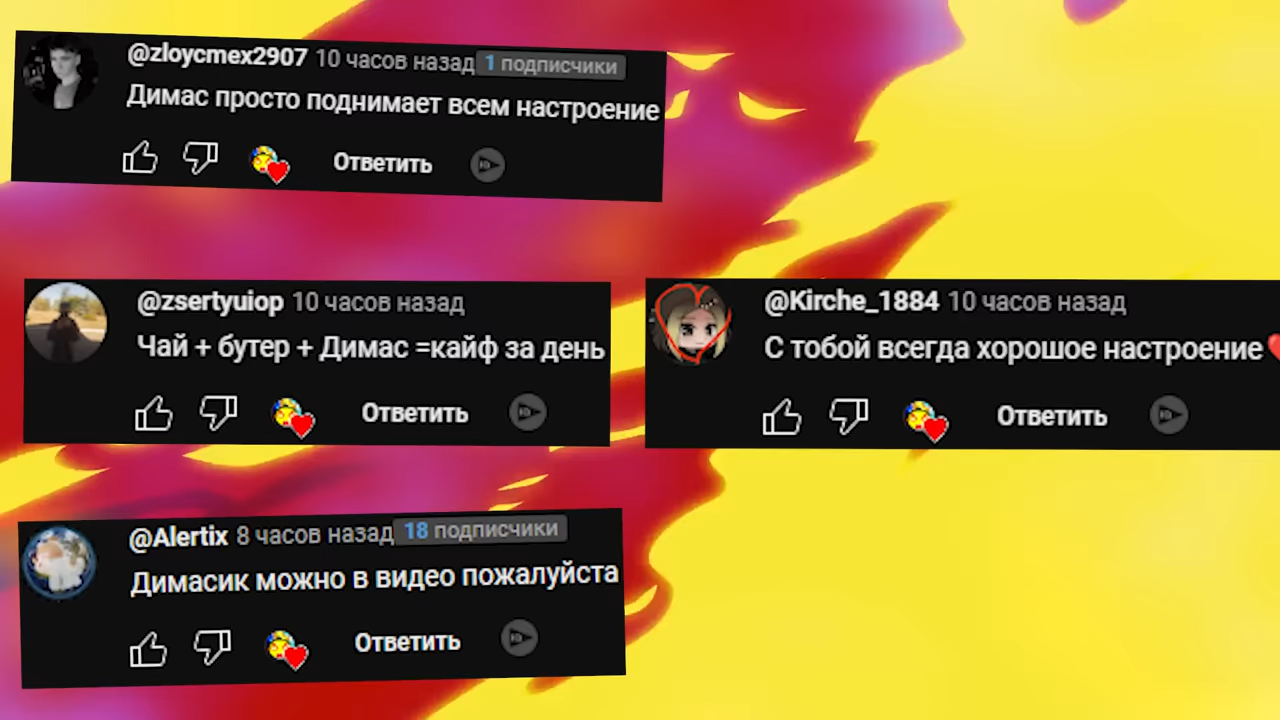 @zloycmex2907 10 часов назад 1 подписчики
Димас просто поднимает всем настроение
Ответить
@zsertyuiop 10 часов назад
Чай + бутер + Димас =кайф за день
Ответить
@Kirche_1884 10 часов назад
С тобой всегда хорошое настроение❤️
Ответить
@Alertix 8 часов назад 18 подписчики
Димасик можно в видео пожалуйста
Ответить